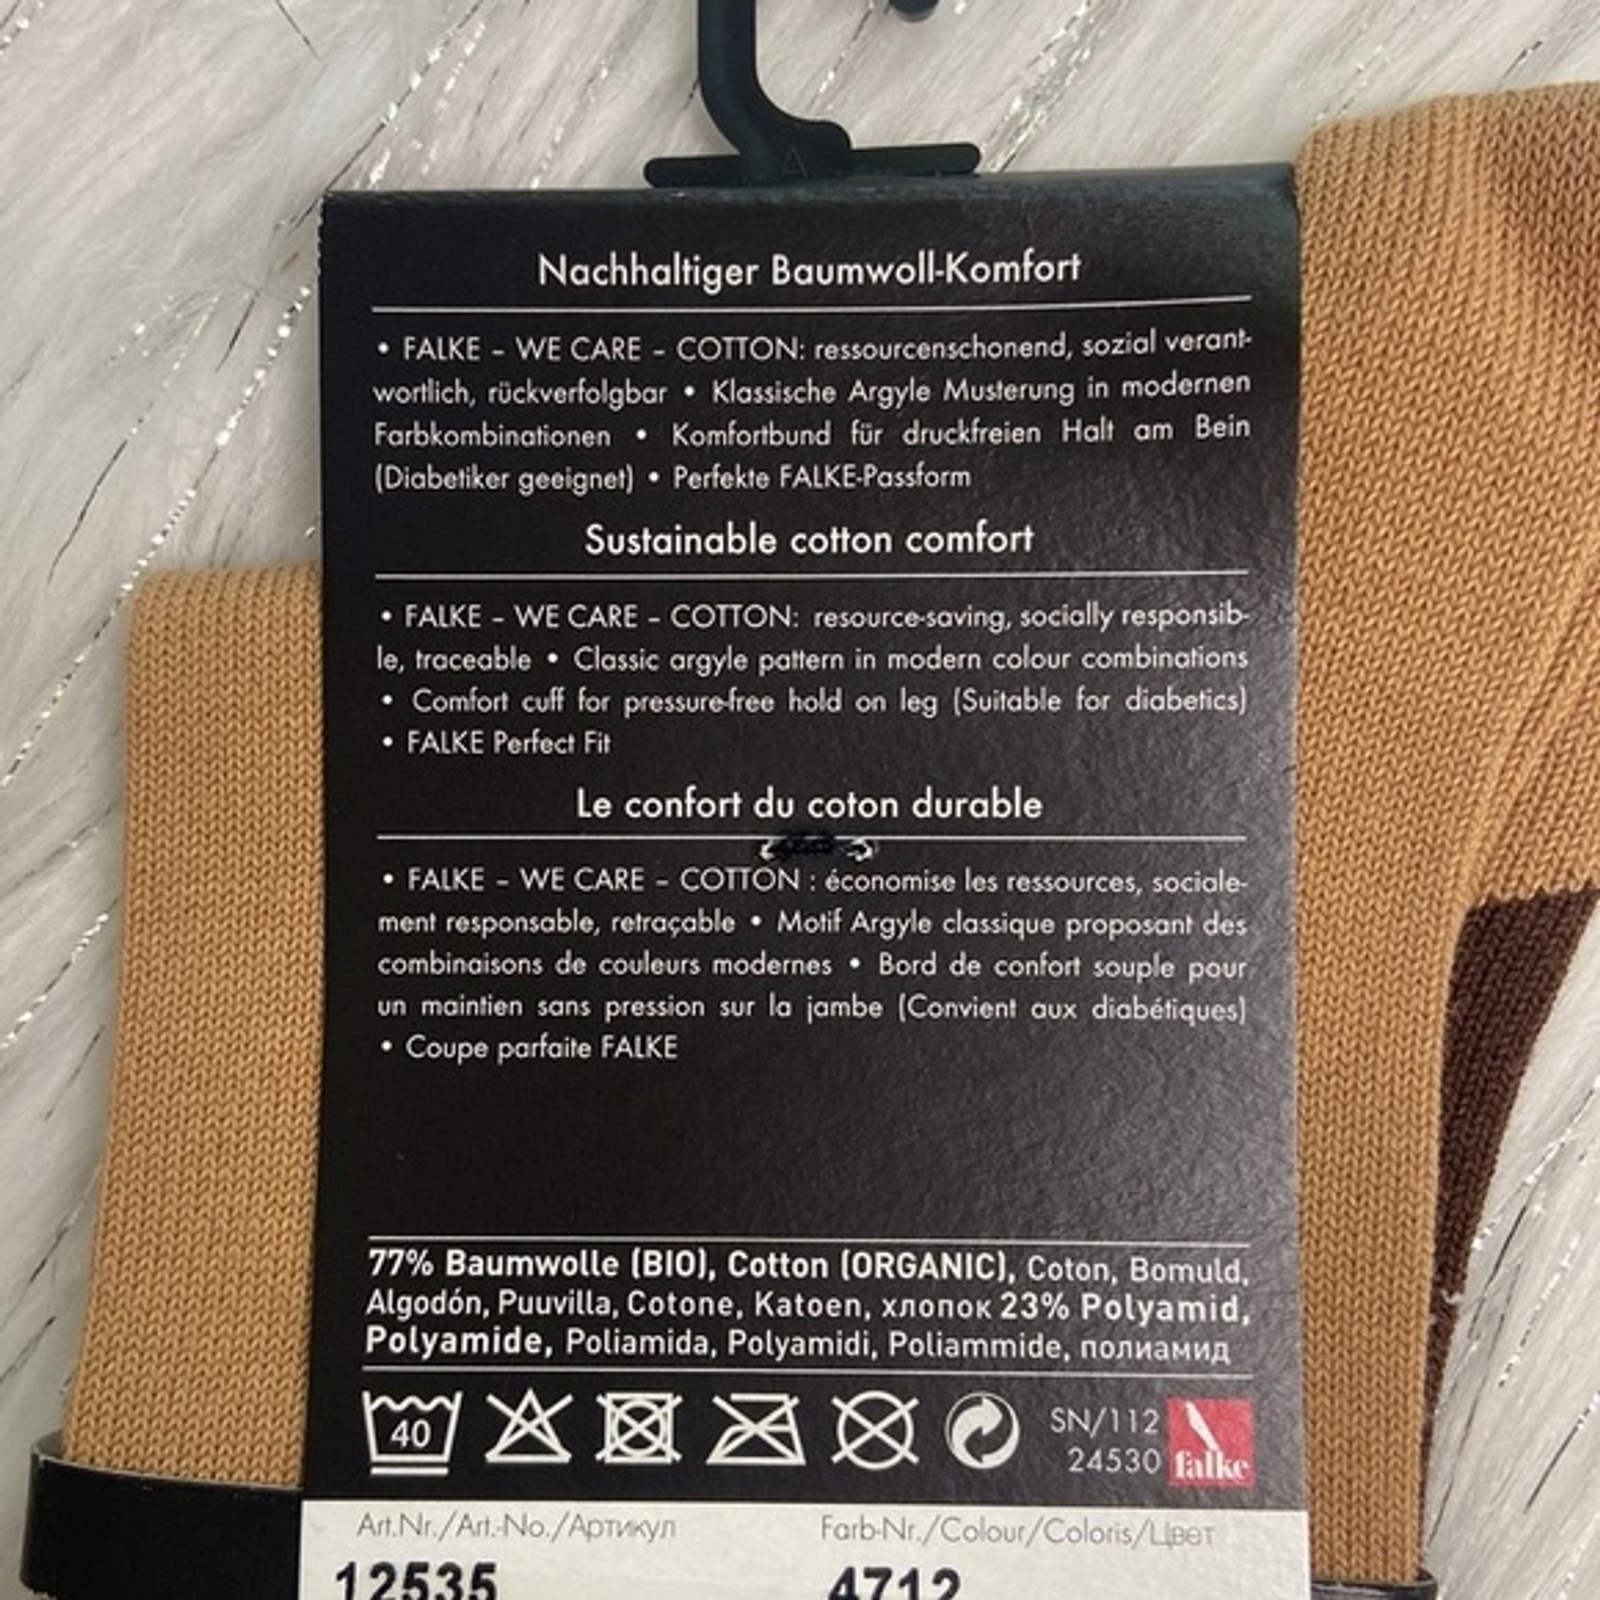 Nachhaltiger Baumwoll-Komfort
• FALKE – WE CARE – COTTON: ressourcenschonend, sozial verant-
wortlich, rückverfolgbar • Klassische Argyle Musterung in modernen
Farbkombinationen • Komfortbund für druckfreien Halt am Bein
(Diabetiker geeignet) • Perfekte FALKE-Passform
Sustainable cotton comfort
• FALKE – WE CARE – COTTON: resource-saving, socially responsib-
le, traceable • Classic argyle pattern in modern colour combinations
• Comfort cuff for pressure-free hold on leg (Suitable for diabetics)
• FALKE Perfect Fit
Le confort du coton durable
• FALKE – WE CARE – COTTON : économise les ressources, sociale-
ment responsable, retraçable • Motif Argyle classique proposant des
combinaisons de couleurs modernes • Bord de confort souple pour
un maintien sans pression sur la jambe (Convient aux diabétiques)
• Coupe parfaite FALKE
77% Baumwolle (BIO), Cotton (ORGANIC), Coton, Bomuld,
Algodón, Puuvilla, Cotone, Katoen, хлопок 23% Polyamid,
Polyamide, Poliamida, Polyamidi, Poliammide, полиамид
40
SN/112
24530
falke
Art.Nr./Art.-No./Артикул
Farb-Nr./Colour/Coloris/Цвет
12535
4712